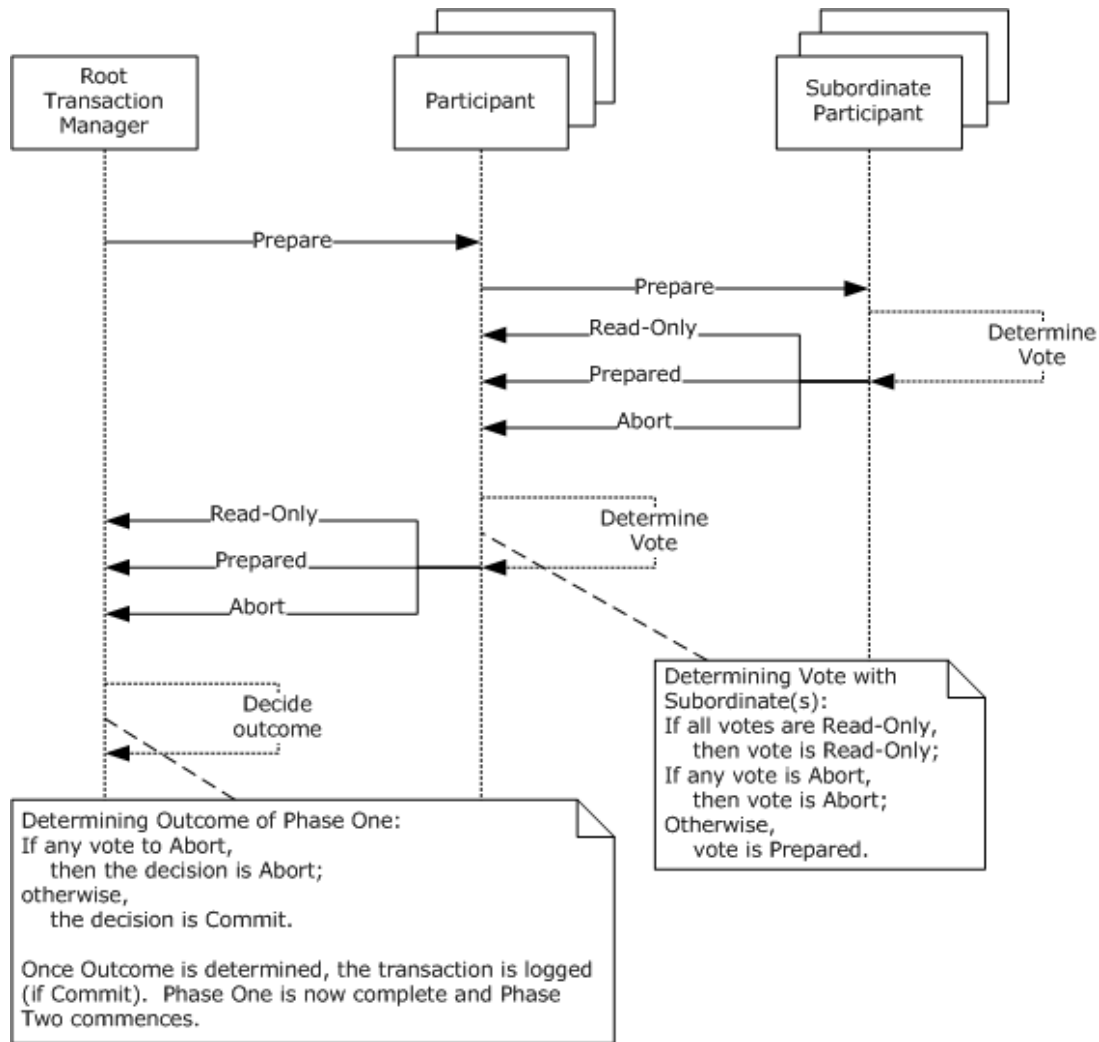 Root
Transaction
Manager
Participant
Subordinate
Participant
Prepare
Prepare
Read-Only
Determine
Vote
Prepared
Abort
Read-Only
Determine
Vote
Prepared
Abort
Decide
outcome
Determining Vote with
Subordinate(s):
If all votes are Read-Only,
then vote is Read-Only;
If any vote is Abort,
then vote is Abort;
Otherwise,
vote is Prepared.
Determining Outcome of Phase One:
If any vote to Abort,
then the decision is Abort;
otherwise,
the decision is Commit.
Once Outcome is determined, the transaction is logged
(if Commit). Phase One is now complete and Phase
Two commences.